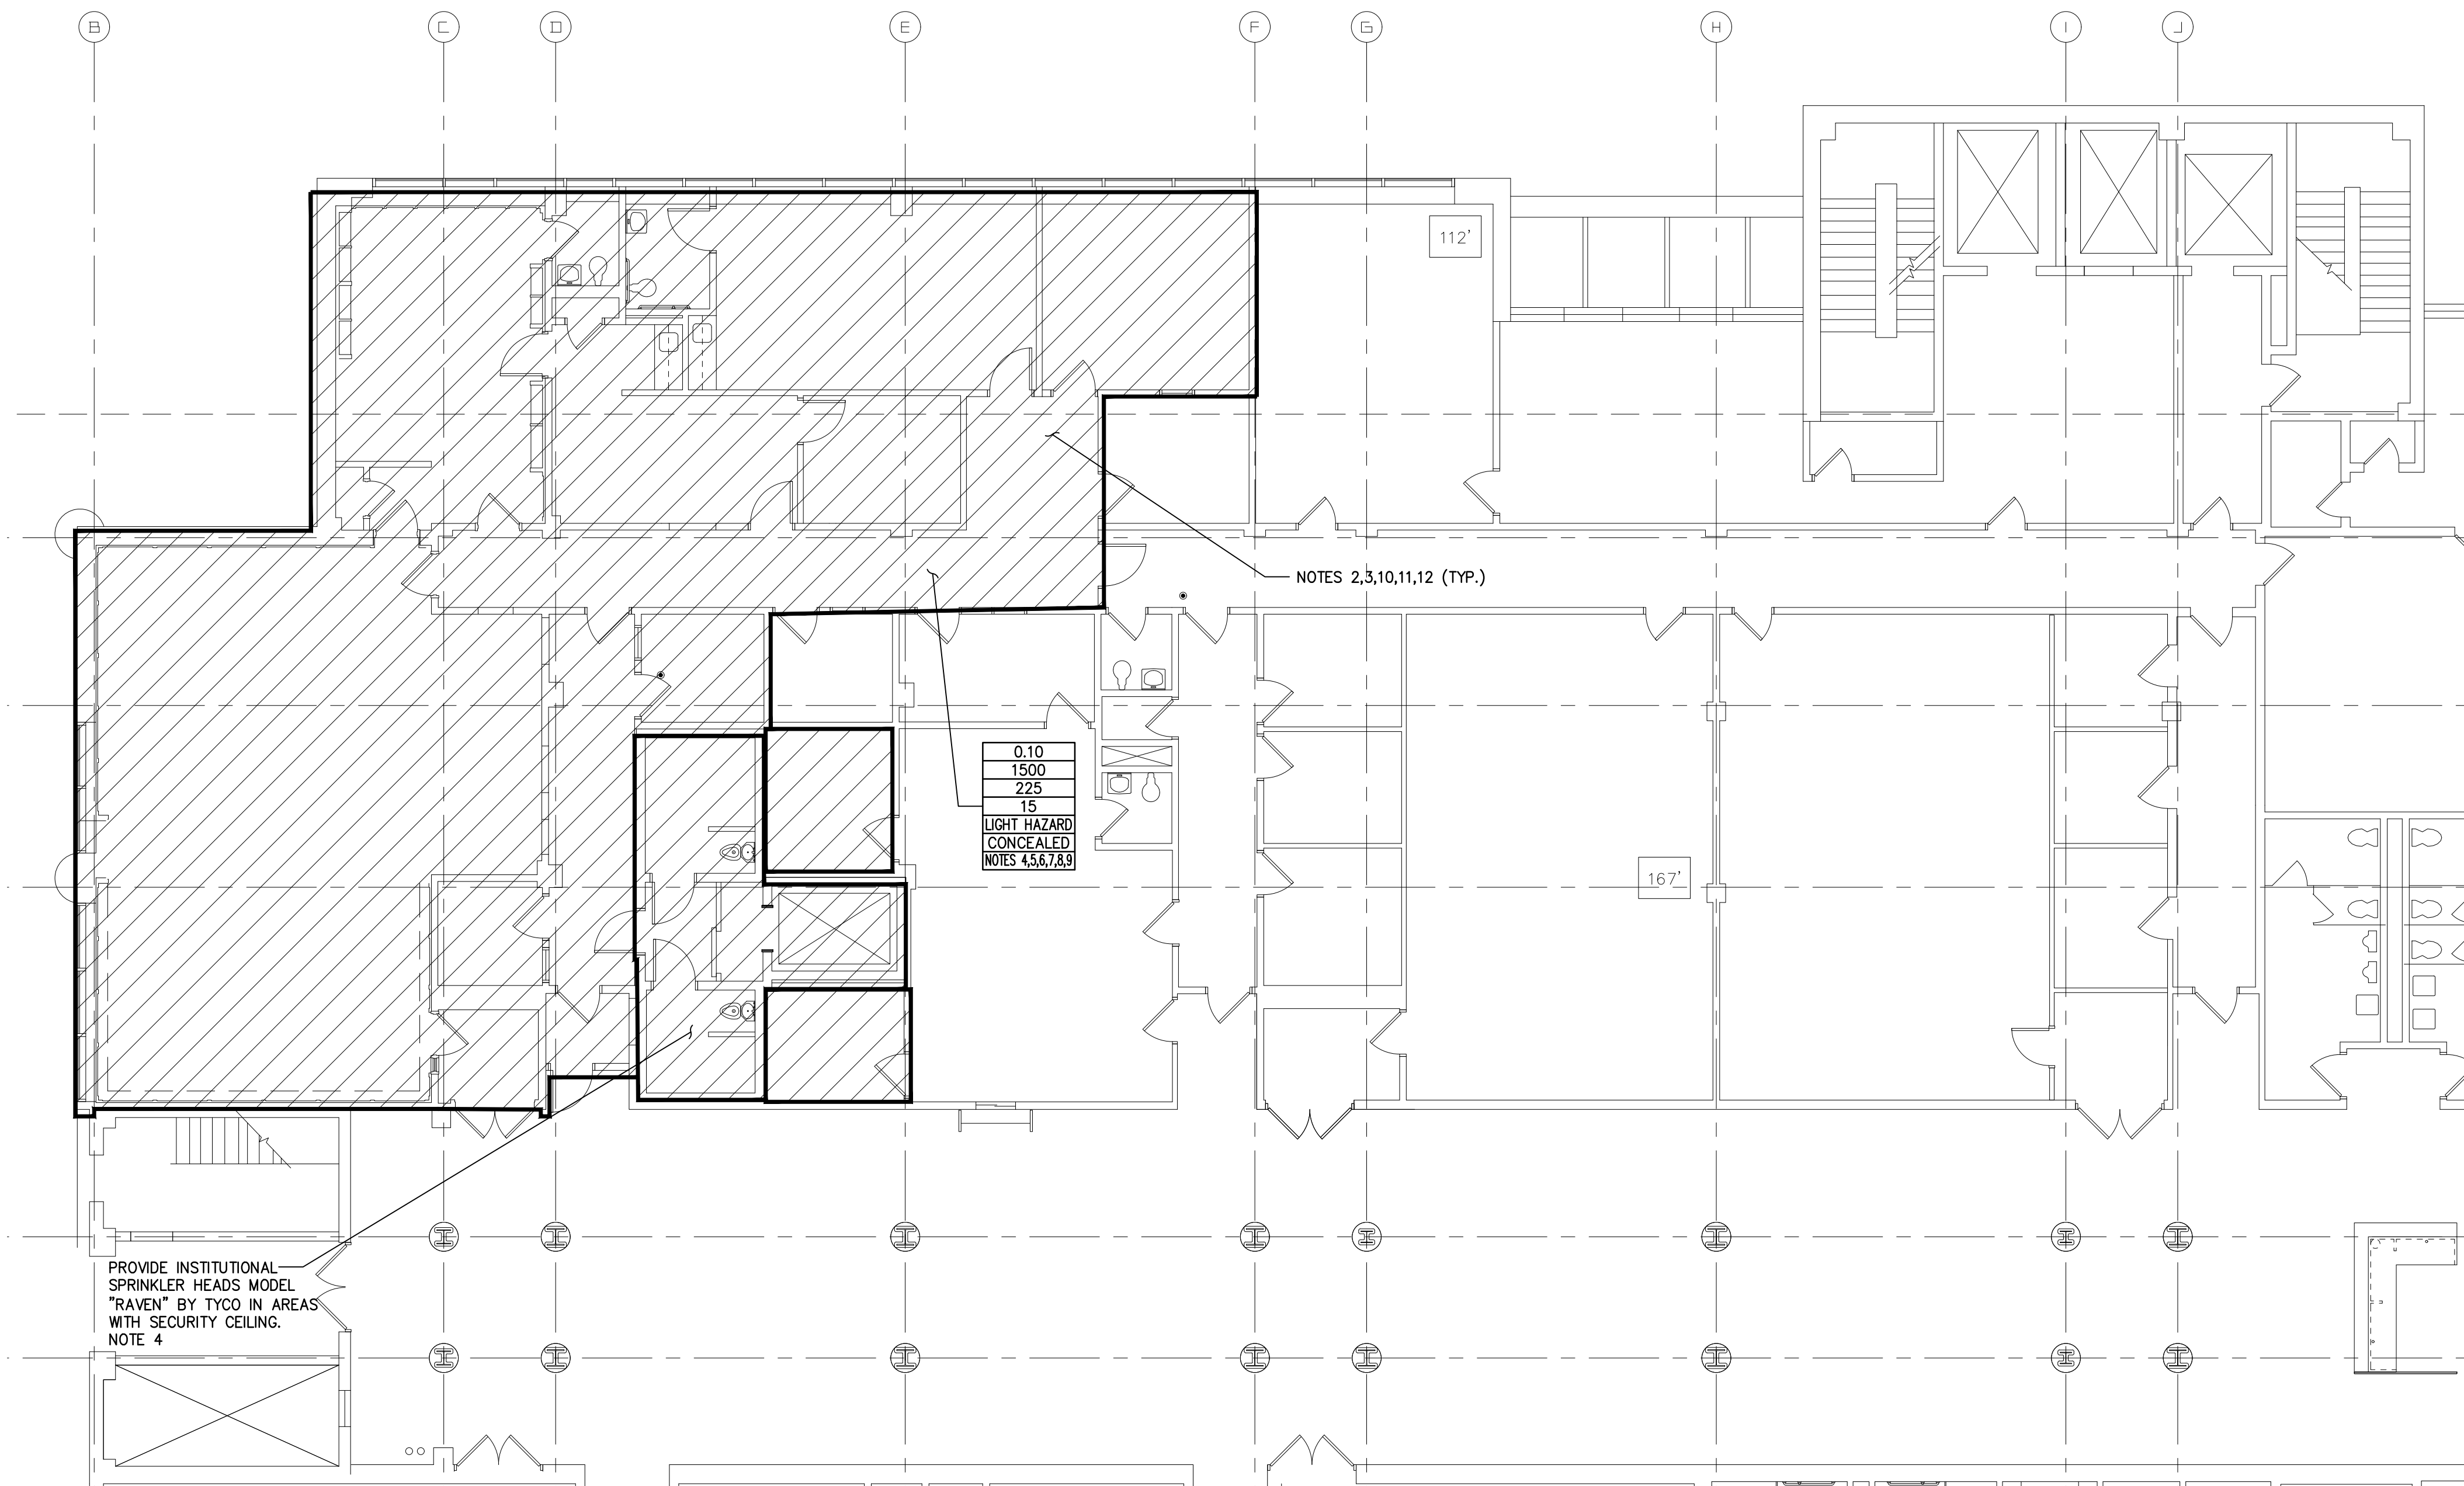 B
C
D
E
F
G
H
I
J
112'
NOTES 2,3,10,11,12 (TYP.)
0.10
1500
225
15
LIGHT HAZARD
CONCEALED
NOTES 4,5,6,7,8,9
167'
PROVIDE INSTITUTIONAL
SPRINKLER HEADS MODEL
"RAVEN" BY TYCO IN AREAS
WITH SECURITY CEILING.
NOTE 4